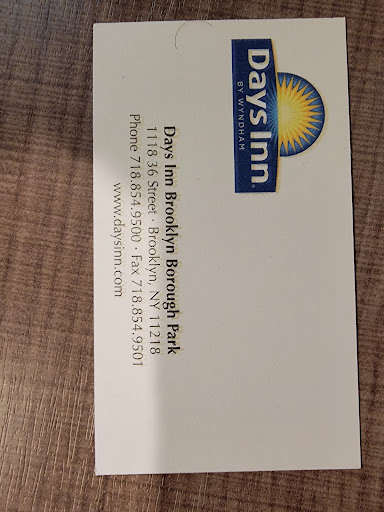 Days Inn®
BY WYNDHAM
Days Inn Brooklyn Borough Park
1118 36 Street · Brooklyn, NY 11218
Phone 718.854.9500 · Fax 718.854.9501
www.daysinn.com